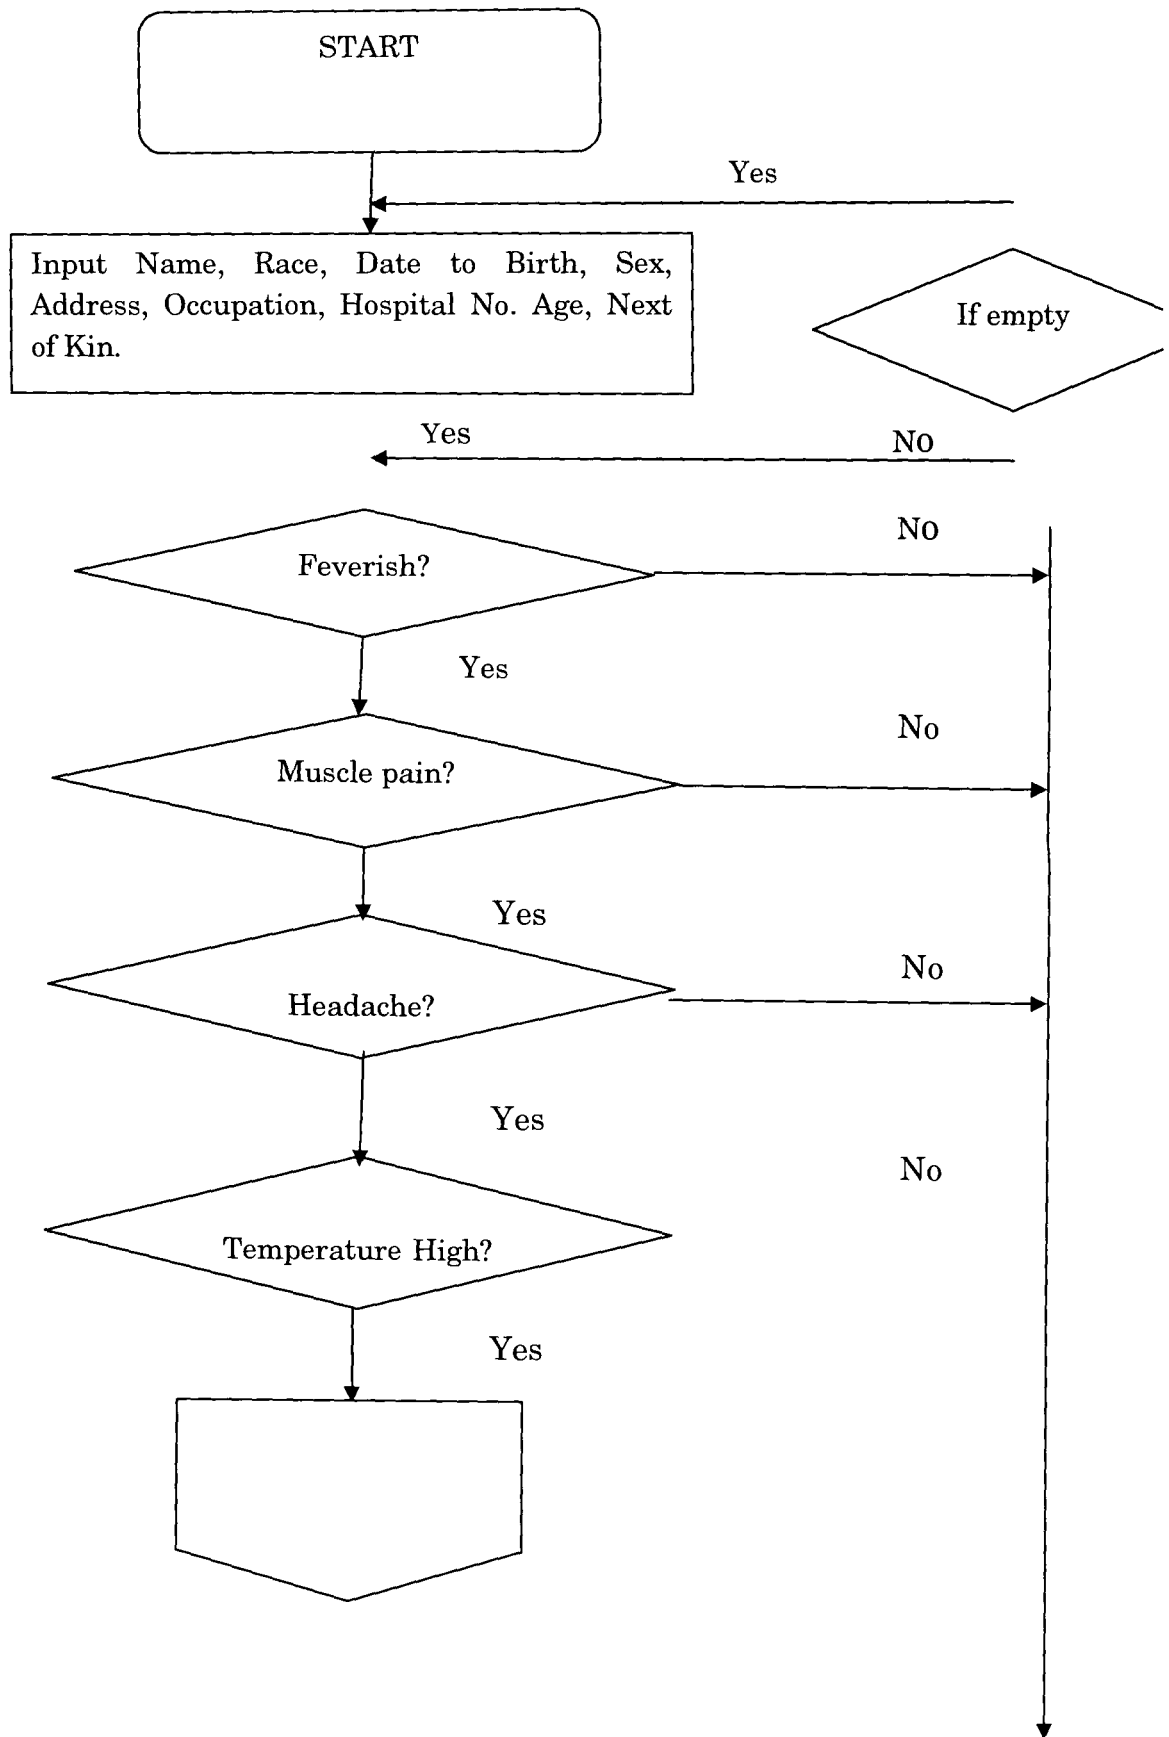 START
Yes
Input Name, Race, Date to Birth, Sex,
Address, Occupation, Hospital No. Age, Next
of Kin.
If empty
Yes
NO
Feverish?
NO
Yes
Muscle pain?
No
Yes
Headache?
No
Yes
Temperature High?
No
Yes